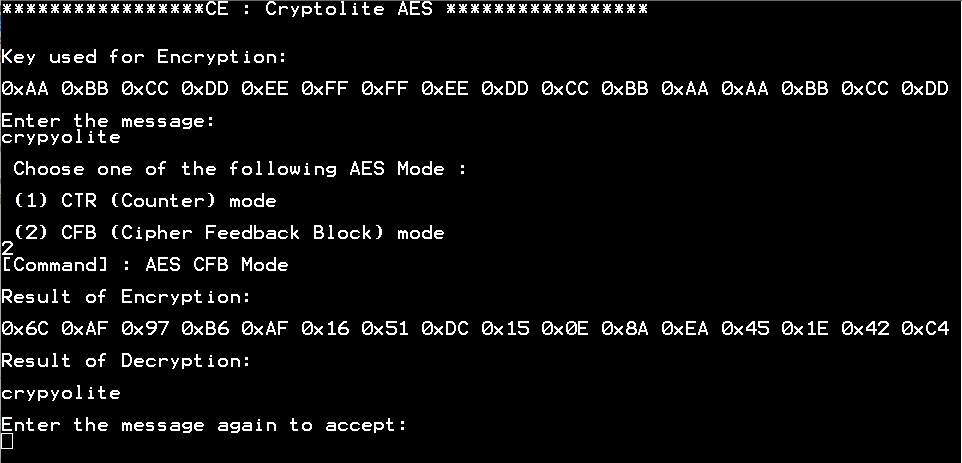 *****************CE : Cryptolite AES *****************
Key used for Encryption:
0xAA 0xBB 0xCC 0xDD 0xEE 0xFF 0xFF 0xEE 0xDD 0xCC 0xBB 0xAA 0xAA 0xBB 0xCC 0xDD
Enter the message:
crypyolite
Choose one of the following AES Mode :
(1) CTR (Counter) mode
(2) CFB (Cipher Feedback Block) mode
2
[Command] : AES CFB Mode
Result of Encryption:
0x6C 0xAF 0x97 0xB6 0xAF 0x16 0x51 0xDC 0x15 0x0E 0x8A 0xEA 0x45 0x1E 0x42 0xC4
Result of Decryption:
crypyolite
Enter the message again to accept: